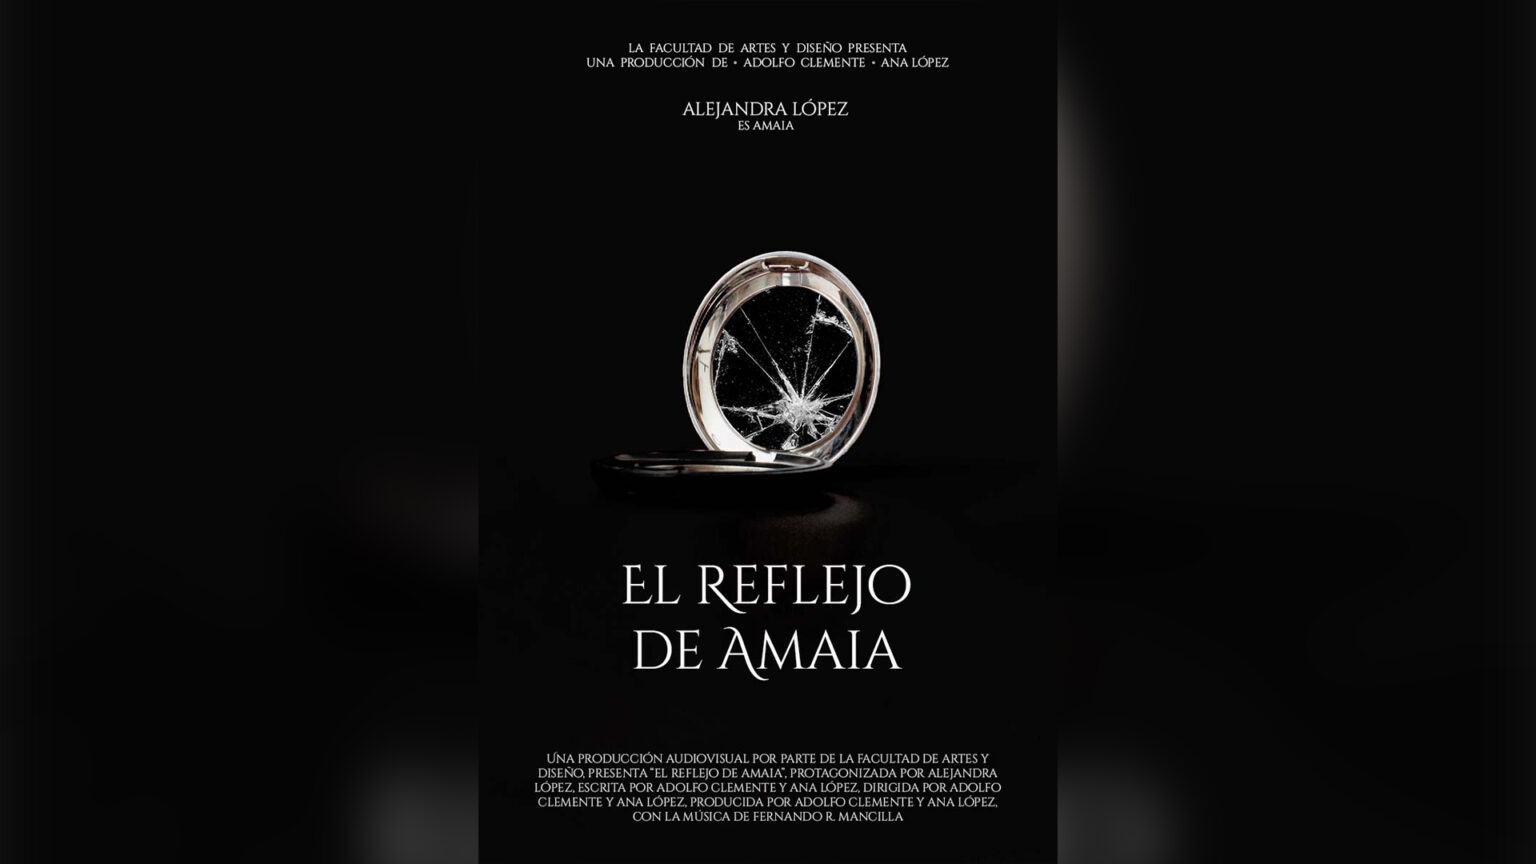 LA FACULTAD DE ARTES Y DISEÑO PRESENTA
UNA PRODUCCIÓN DE • ADOLFO CLEMENTE • ANA LÓPEZ
ALEJANDRA LÓPEZ
ES AMAIA
EL REFLEJO
DE AMAIA
UNA PRODUCCIÓN AUDIOVISUAL POR PARTE DE LA FACULTAD DE ARTES Y
DISEÑO, PRESENTA "EL REFLEJO DE AMAIA", PROTAGONIZADA POR ALEJANDRA
LÓPEZ, ESCRITA POR ADOLFO CLEMENTE Y ANA LÓPEZ, DIRIGIDA POR ADOLFO
CLEMENTE Y ANA LÓPEZ, PRODUCIDA POR ADOLFO CLEMENTE Y ANA LÓPEZ,
CON LA MÚSICA DE FERNANDO R. MANCILLA